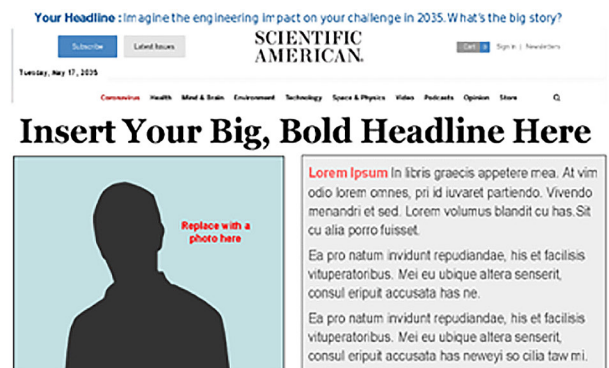 Your Headline : Imagine the engineering impact on your challenge in 2035. What's the big story?
Subscribe
Latest Issues
SCIENTIFIC
AMERICAN.
Cart 0 Sign In | Newsletters
Tuesday, May 17, 2035
Coronavirus Health Mind & Brain Environment Technology Space & Physics Video Podcasts Opinion Store
Insert Your Big, Bold Headline Here
Replace with a
photo here
Lorem Ipsum In libris graecis appetere mea. At vim
odio lorem omnes, pri id iuvaret partiendo. Vivendo
menandri et sed. Lorem volumus blandit cu has.Sit
cu alia porro fuisset.
Ea pro natum invidunt repudiandae, his et facilisis
vituperatoribus. Mei eu ubique altera senserit,
consul eripuit accusata has ne.
Ea pro natum invidunt repudiandae, his et facilisis
vituperatoribus. Mei eu ubique altera senserit,
consul eripuit accusata has neweyi so cilia taw mi.